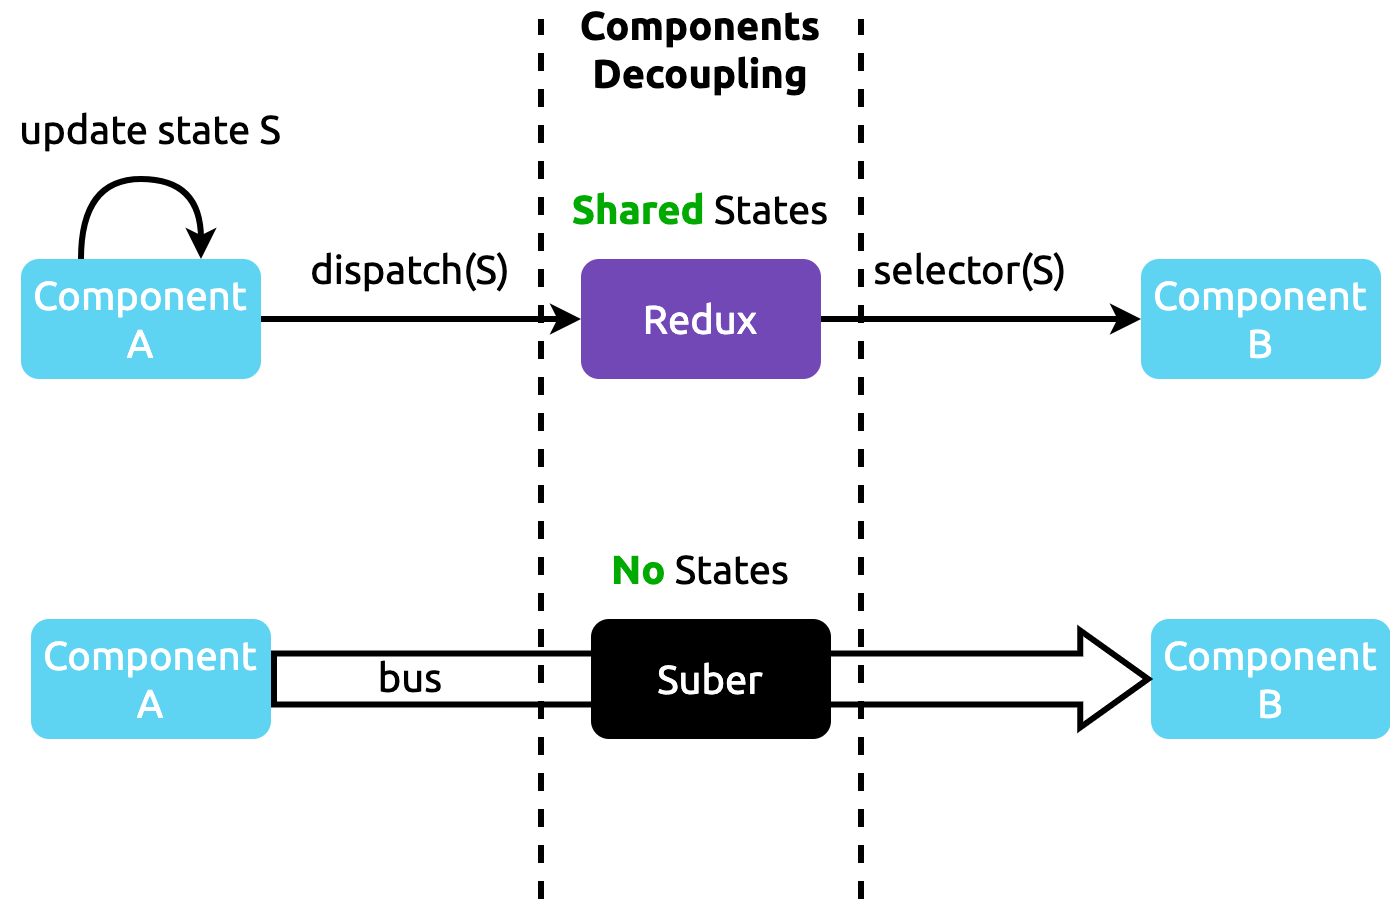 Components
Decoupling
update state S
Shared States
dispatch(S)
selector(S)
Component
A
Redux
Component
B
No States
Component
A
bus
Suber
Component
B